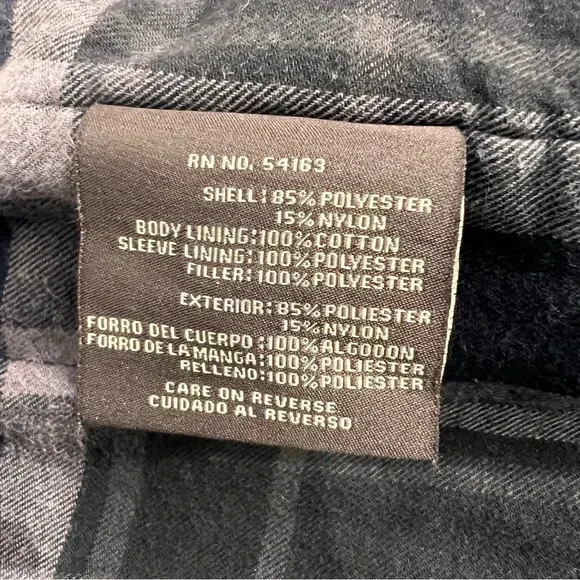 RN NO. 54163
SHELL: 85% POLYESTER
15% NYLON
BODY LINING: 100% COTTON
SLEEVE LINING: 100% POLYESTER
FILLER: 100% POLYESTER
EXTERIOR: 85% POLIESTER
15% NYLON
FORRO DEL CUERPO: 100% ALGODON
FORRO DE LA MANGA: 100% POLIESTER
RELLENO: 100% POLIESTER
CARE ON REVERSE
CUIDADO AL REVERSO